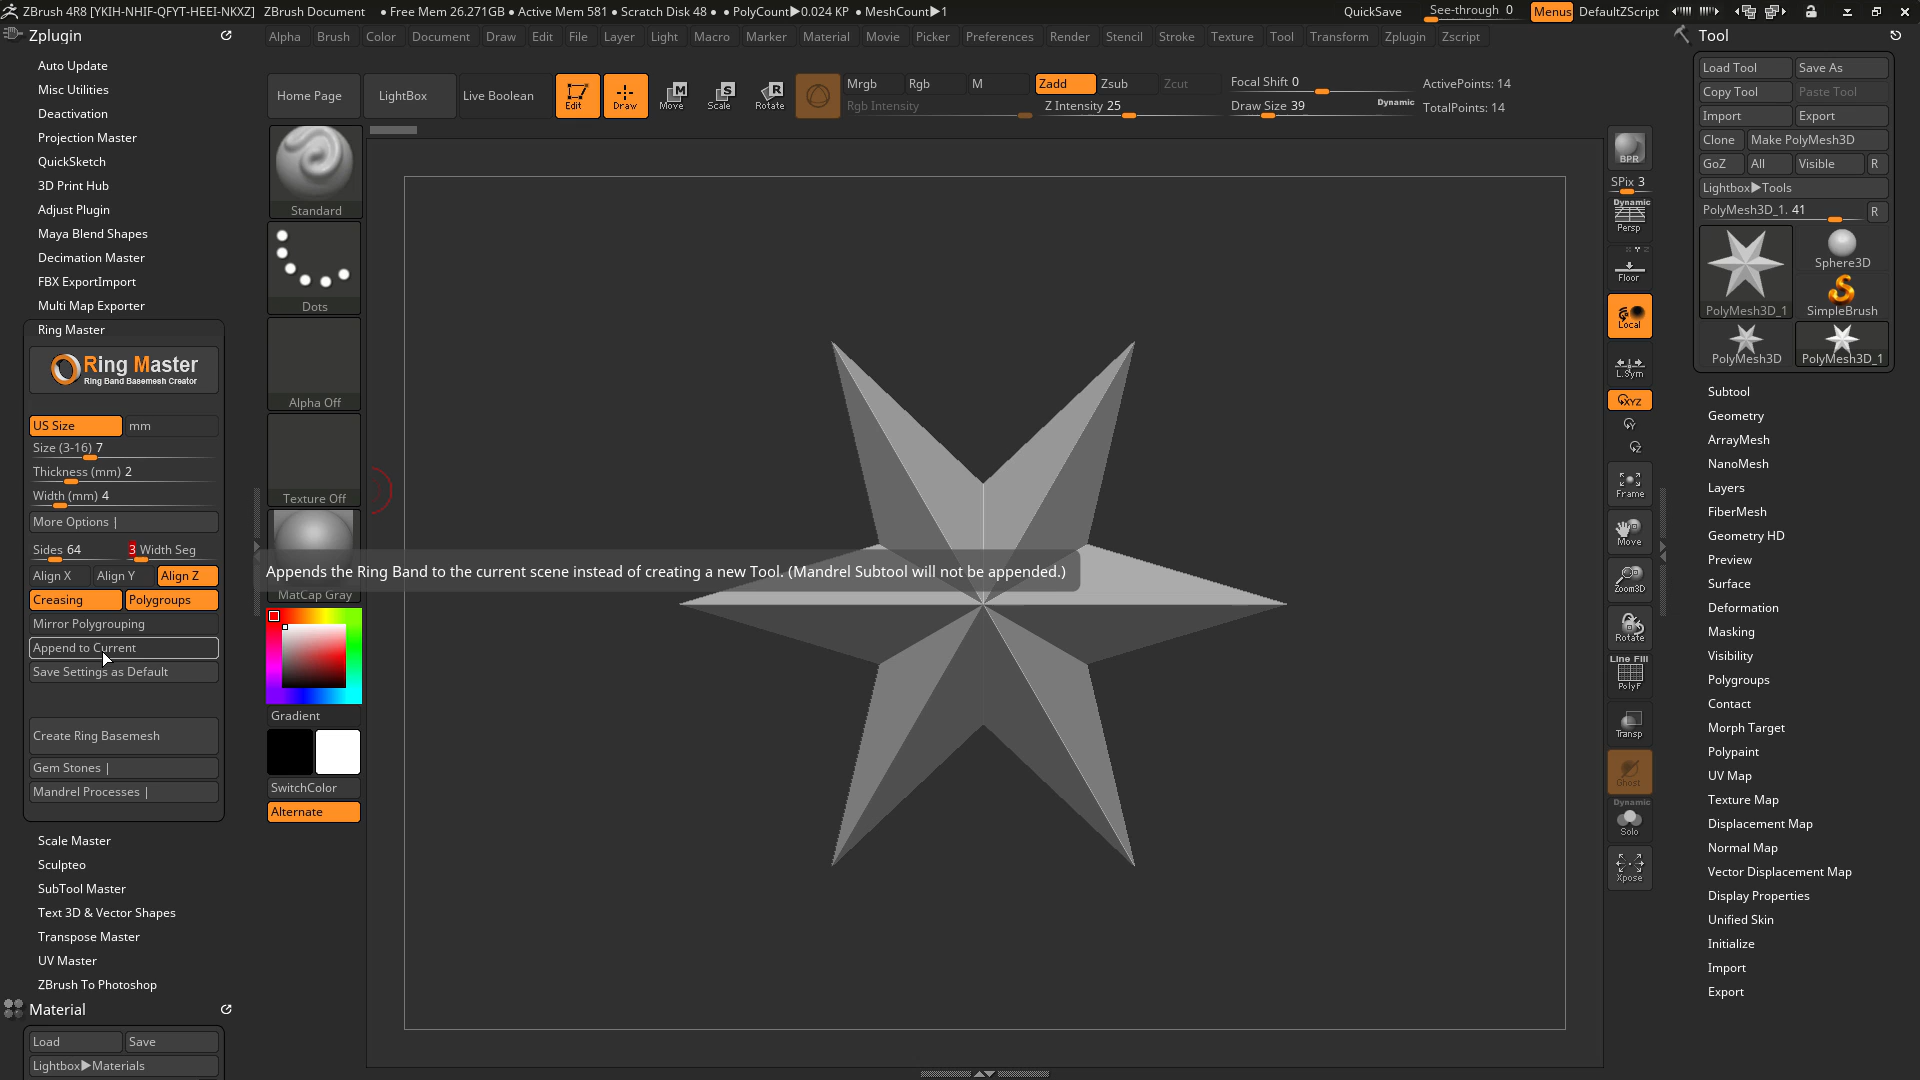 ZBrush 4R8 [YKIH-NHIF-QFYT-HEEI-NKXZ] ZBrush Document ● Free Mem 26.271GB ● Active Mem 581 ● Scratch Disk 48 ● ● PolyCount▶0.024 KP ● MeshCount▶1 QuickSave See-through 0 Menus DefaultZScript
Zplugin
Alpha Brush Color Document Draw Edit File Layer Light Macro Marker Material Movie Picker Preferences Render Stencil Stroke Texture Tool Transform Zplugin Zscript
Auto Update
Misc Utilities
Deactivation
Projection Master
QuickSketch
3D Print Hub
Adjust Plugin
Maya Blend Shapes
Decimation Master
FBX ExportImport
Multi Map Exporter
Ring Master
Ring Master
Ring Band Basemesh Creator
US Size mm
Size (3-16) 7
Thickness (mm) 2
Width (mm) 4
More Options |
Sides 64 3 Width Seg
Align X Align Y Align Z
Creasing Polygroups
Mirror Polygrouping
Append to Current
Save Settings as Default
Create Ring Basemesh
Gem Stones |
Mandrel Processes |
Scale Master
Sculpteo
SubTool Master
Text 3D & Vector Shapes
Transpose Master
UV Master
ZBrush To Photoshop
Material
Load Save
Lightbox▶Materials
Home Page LightBox Live Boolean Edit Draw Move Scale Rotate
M S R
Mrgb Rgb M Zadd Zsub Zcut
Rgb Intensity Z Intensity 25
Focal Shift 0
Draw Size 39 Dynamic
ActivePoints: 14
TotalPoints: 14
Standard
Dots
Alpha Off
Texture Off
MatCap Gray
Gradient
SwitchColor
Alternate
Appends the Ring Band to the current scene instead of creating a new Tool. (Mandrel Subtool will not be appended.)
BPR
SPix 3
Dynamic
Persp
Floor
Local
L.Sym
XYZ
Y
Z
Frame
Move
Zoom3D
Rotate
Line Fill
PolyF
Transp
Ghost
Dynamic
Solo
Xpose
Tool
Load Tool Save As
Copy Tool Paste Tool
Import Export
Clone Make PolyMesh3D
GoZ All Visible R
Lightbox▶Tools
PolyMesh3D_1. 41 R
PolyMesh3D_1
Sphere3D
SimpleBrush
PolyMesh3D PolyMesh3D_1
Subtool
Geometry
ArrayMesh
NanoMesh
Layers
FiberMesh
Geometry HD
Preview
Surface
Deformation
Masking
Visibility
Polygroups
Contact
Morph Target
Polypaint
UV Map
Texture Map
Displacement Map
Normal Map
Vector Displacement Map
Display Properties
Unified Skin
Initialize
Import
Export